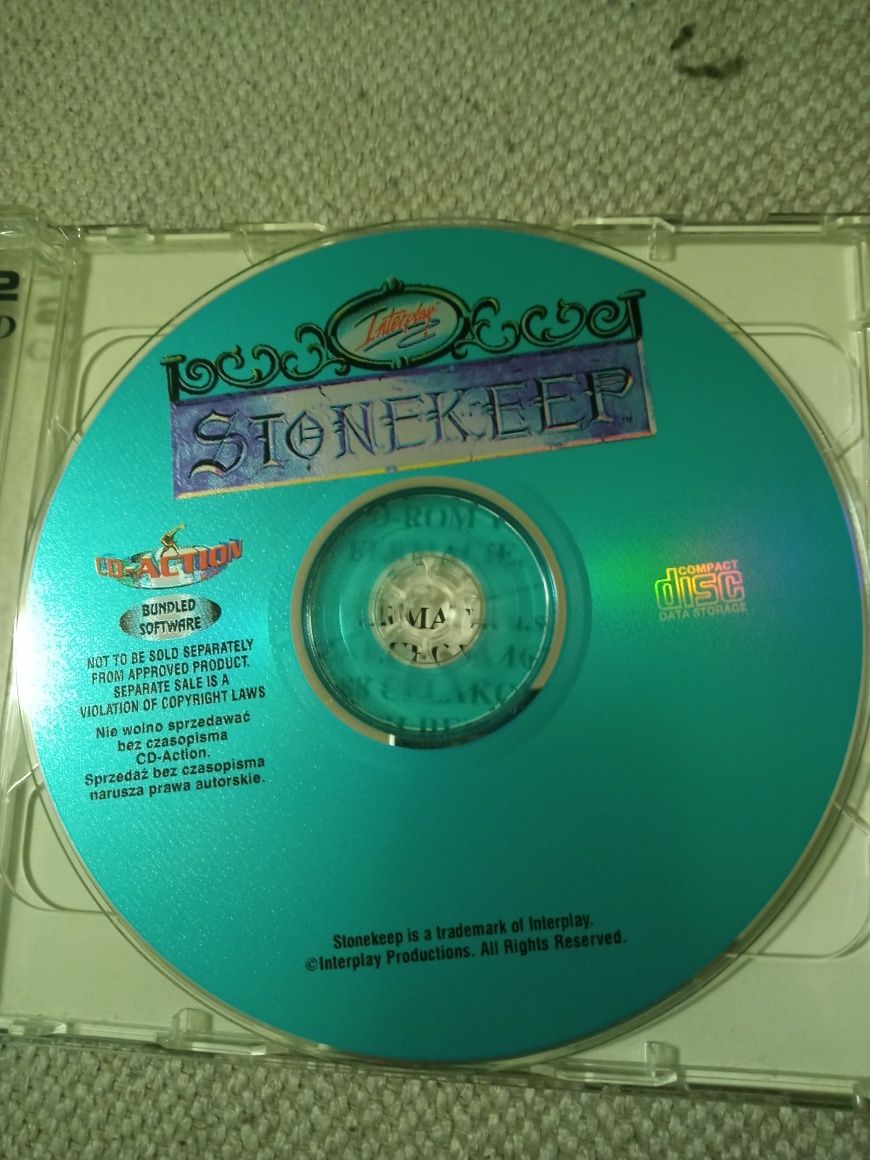 2
Interplay
STONEKEEP™
CD-ACTION
BUNDLED
SOFTWARE
NOT TO BE SOLD SEPARATELY
FROM APPROVED PRODUCT.
SEPARATE SALE IS A
VIOLATION OF COPYRIGHT LAWS
Nie wolno sprzedawać
bez czasopisma
CD-Action.
Sprzedaż bez czasopisma
narusza prawa autorskie.
COMPACT
disc
DATA STORAGE
Stonekeep is a trademark of Interplay.
©Interplay Productions. All Rights Reserved.